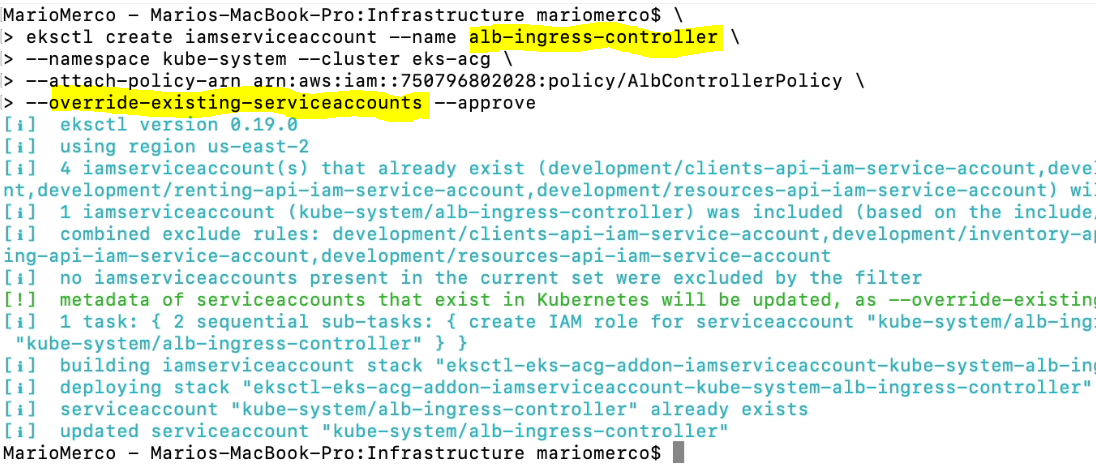 MarioMerco - Marios-MacBook-Pro:Infrastructure mariomerco$ \
> eksctl create iamserviceaccount --name alb-ingress-controller \
> --namespace kube-system --cluster eks-acg \
> --attach-policy-arn arn:aws:iam::750796802028:policy/AlbControllerPolicy \
> --override-existing-serviceaccounts --approve
[ℹ]  eksctl version 0.19.0
[ℹ]  using region us-east-2
[ℹ]  4 iamserviceaccount(s) that already exist (development/clients-api-iam-service-account,deve
nt,development/renting-api-iam-service-account,development/resources-api-iam-service-account) wil
[ℹ]  1 iamserviceaccount (kube-system/alb-ingress-controller) was included (based on the include/
[ℹ]  combined exclude rules: development/clients-api-iam-service-account,development/inventory-ap
ing-api-iam-service-account,development/resources-api-iam-service-account
[ℹ]  no iamserviceaccounts present in the current set were excluded by the filter
[!]  metadata of serviceaccounts that exist in Kubernetes will be updated, as --override-existing
[ℹ]  1 task: { 2 sequential sub-tasks: { create IAM role for serviceaccount "kube-system/alb-ing
 "kube-system/alb-ingress-controller" } }
[ℹ]  building iamserviceaccount stack "eksctl-eks-acg-addon-iamserviceaccount-kube-system-alb-ing
[ℹ]  deploying stack "eksctl-eks-acg-addon-iamserviceaccount-kube-system-alb-ingress-controller"
[ℹ]  serviceaccount "kube-system/alb-ingress-controller" already exists
[ℹ]  updated serviceaccount "kube-system/alb-ingress-controller"
MarioMerco - Marios-MacBook-Pro:Infrastructure mariomerco$